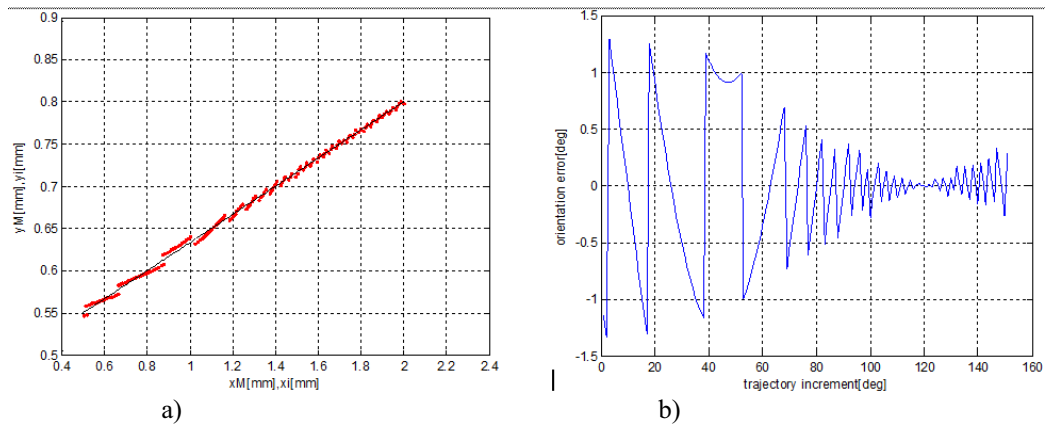 0.9
0.85
0.8
0.75
0.7
0.65
0.6
0.55
0.5
yM[mm],yi[mm]
0.4 0.6 0.8 1 1.2 1.4 1.6 1.8 2 2.2 2.4
xM[mm],xi[mm]
a)
1.5
1
0.5
0
-0.5
-1
-1.5
orientation error[deg]
0 20 40 60 80 100 120 140 160
trajectory increment[deg]
b)